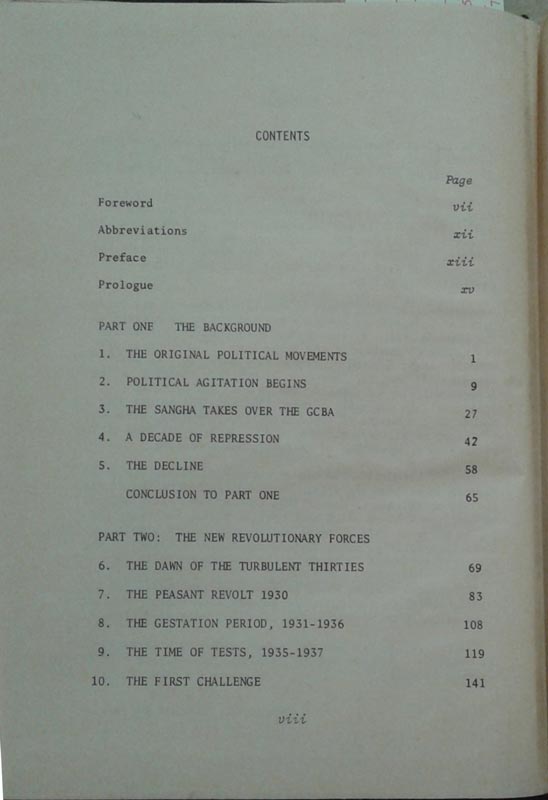 CONTENTS
Page
Foreword vii
Abbreviations xii
Preface xiii
Prologue xv
PART ONE THE BACKGROUND
1. THE ORIGINAL POLITICAL MOVEMENTS 1
2. POLITICAL AGITATION BEGINS 9
3. THE SANGHA TAKES OVER THE GCBA 27
4. A DECADE OF REPRESSION 42
5. THE DECLINE 58
CONCLUSION TO PART ONE 65
PART TWO: THE NEW REVOLUTIONARY FORCES
6. THE DAWN OF THE TURBULENT THIRTIES 69
7. THE PEASANT REVOLT 1930 83
8. THE GESTATION PERIOD, 1931-1936 108
9. THE TIME OF TESTS, 1935-1937 119
10. THE FIRST CHALLENGE 141
viii